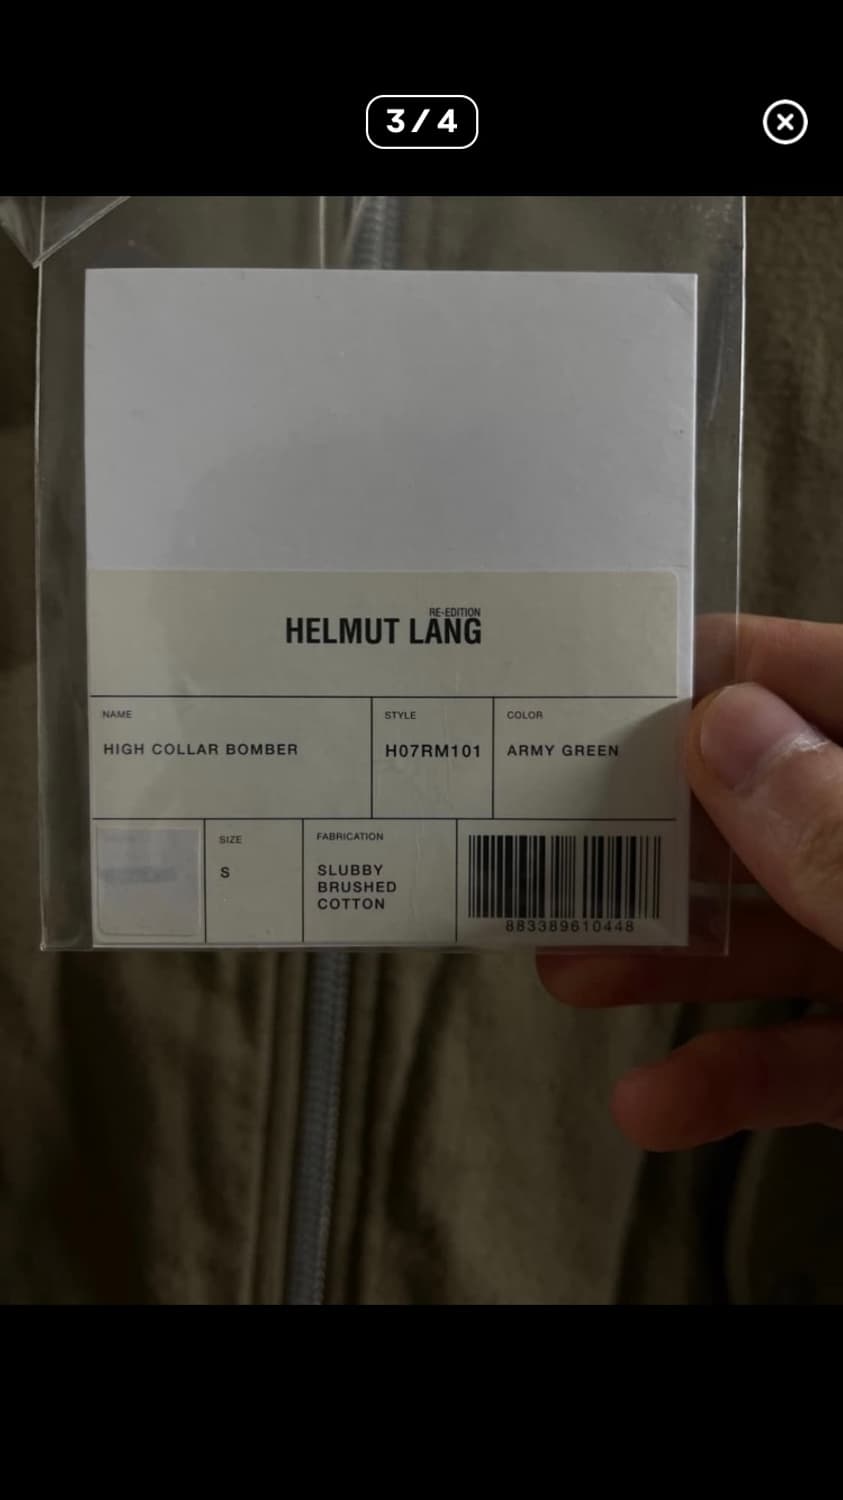 3/4
RE-EDITION
HELMUT LANG
NAME
HIGH COLLAR BOMBER
STYLE
H07RM101
COLOR
ARMY GREEN
SIZE
S
FABRICATION
SLUBBY
BRUSHED
COTTON
883389610448